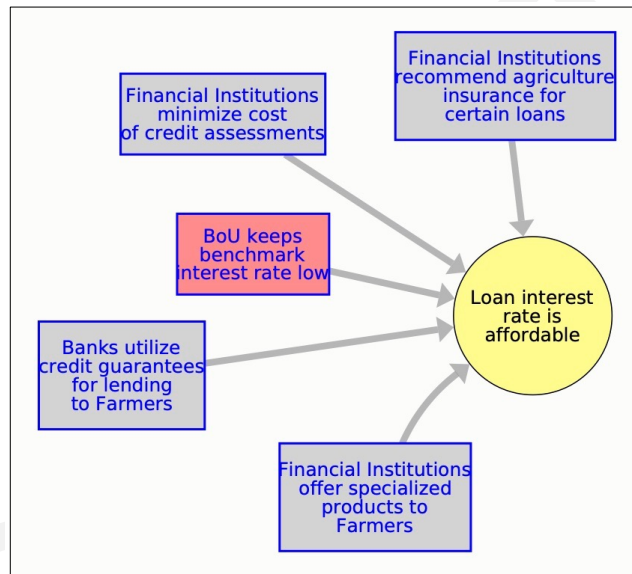 Financial Institutions
recommend agriculture
insurance for
certain loans
Financial Institutions
minimize cost
of credit assessments
BoU keeps
benchmark
interest rate low
Loan interest
rate is
affordable
Banks utilize
credit guarantees
for lending
to Farmers
Financial Institutions
offer specialized
products to
Farmers